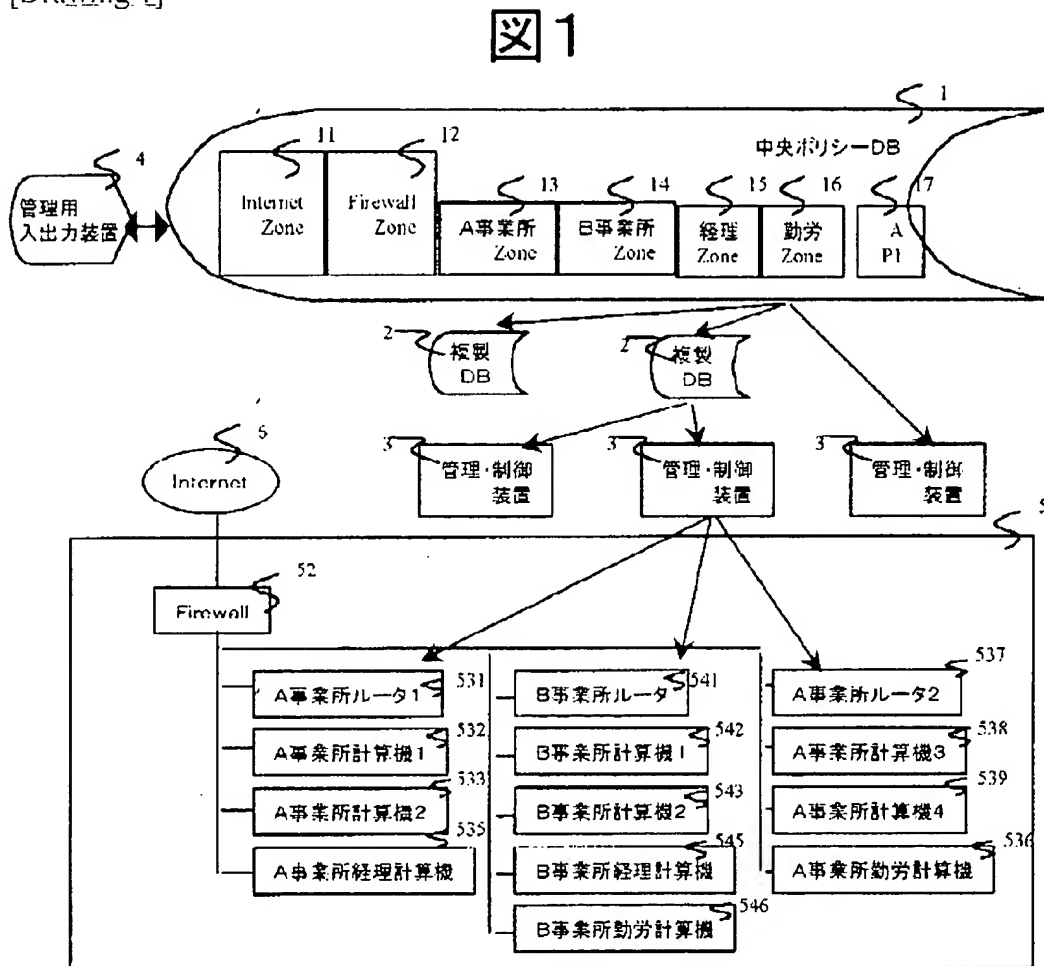 [Drawing 1]
図1
1
11
12
中央ポリシーDB
4
13
14
15
16
17
管理用
入出力装置
Internet
Zone
Firewall
Zone
A事業所
Zone
B事業所
Zone
経理
Zone
勤労
Zone
A
PI
2
複製
DB
2
複製
DB
6
Internet
3
管理・制御
装置
3
管理・制御
装置
3
管理・制御
装置
5
52
Firewall
A事業所ルータ1
531
A事業所計算機1
532
A事業所計算機2
533
A事業所経理計算機
535
B事業所ルータ
541
B事業所計算機1
542
B事業所計算機2
543
B事業所経理計算機
545
B事業所勤労計算機
546
A事業所ルータ2
537
A事業所計算機3
538
A事業所計算機4
539
A事業所勤労計算機
536